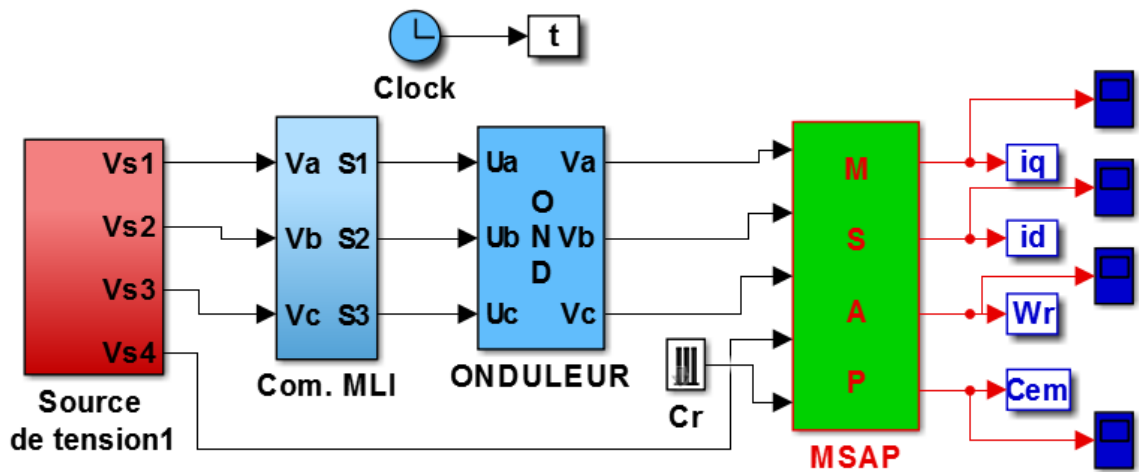 t
Clock
Vs1
Vs2
Vs3
Vs4
Source
de tension1
Va S1
Vb S2
Vc S3
Com. MLI
Ua Va
Ub Vb
Uc Vc
O
N
D
ONDULEUR
Cr
M
S
A
P
MSAP
iq
id
Wr
Cem